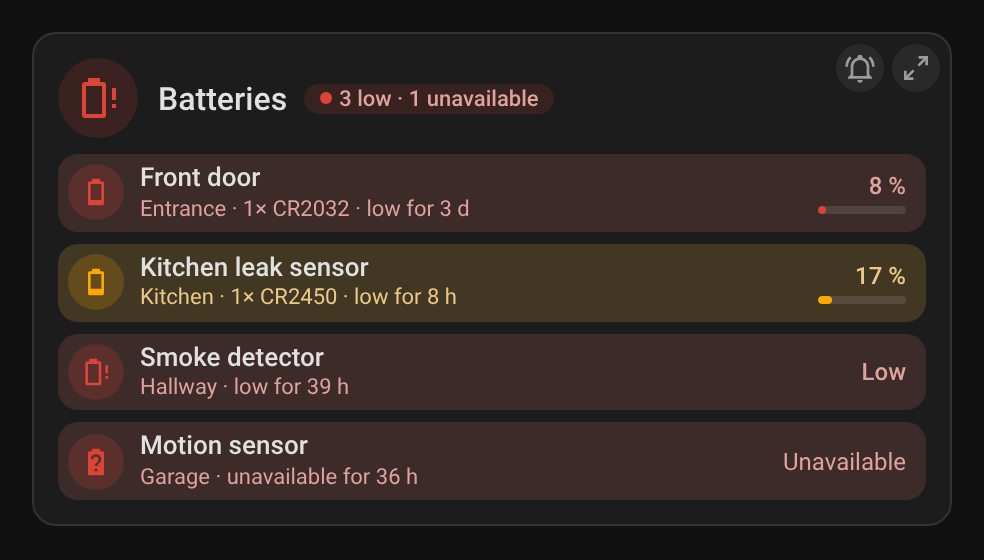 Batteries
3 low · 1 unavailable
Front door
Entrance · 1× CR2032 · low for 3 d
8 %
Kitchen leak sensor
Kitchen · 1× CR2450 · low for 8 h
17 %
Smoke detector
Hallway · low for 39 h
Low
Motion sensor
Garage · unavailable for 36 h
Unavailable